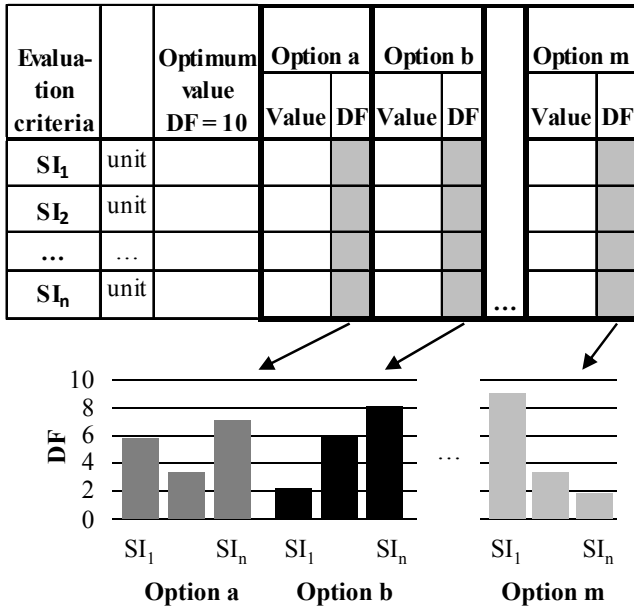 Option a Option b Option m
Evalua-
tion
criteria
Optimum
value
DF = 10
Value DF Value DF Value DF
SI₁ unit
SI₂ unit
... ...
SIₙ unit
...
10
8
6
4
2
0
DF
...
SI₁ SIₙ SI₁ SIₙ SI₁ SIₙ
Option a Option b Option m